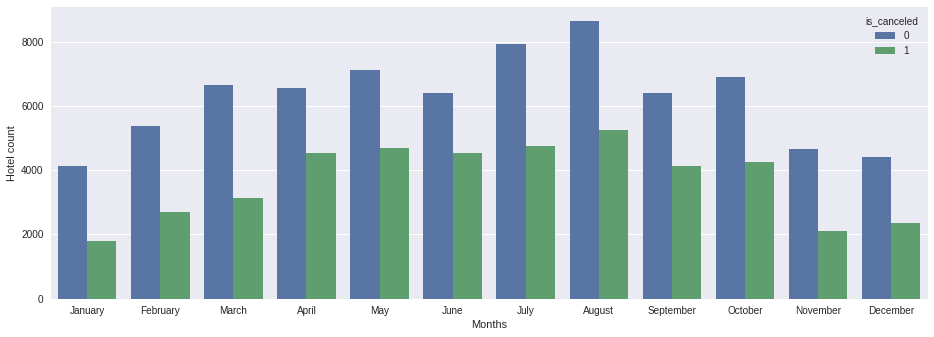 is_canceled
0
1
8000
6000
4000
2000
0
Hotel count
January February March April May June July August September October November December
Months